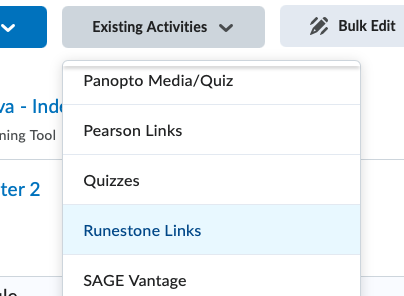 Existing Activities
Bulk Edit
Panopto Media/Quiz
va - Inde
Pearson Links
ning Tool
Quizzes
ter 2
Runestone Links
SAGE Vantage